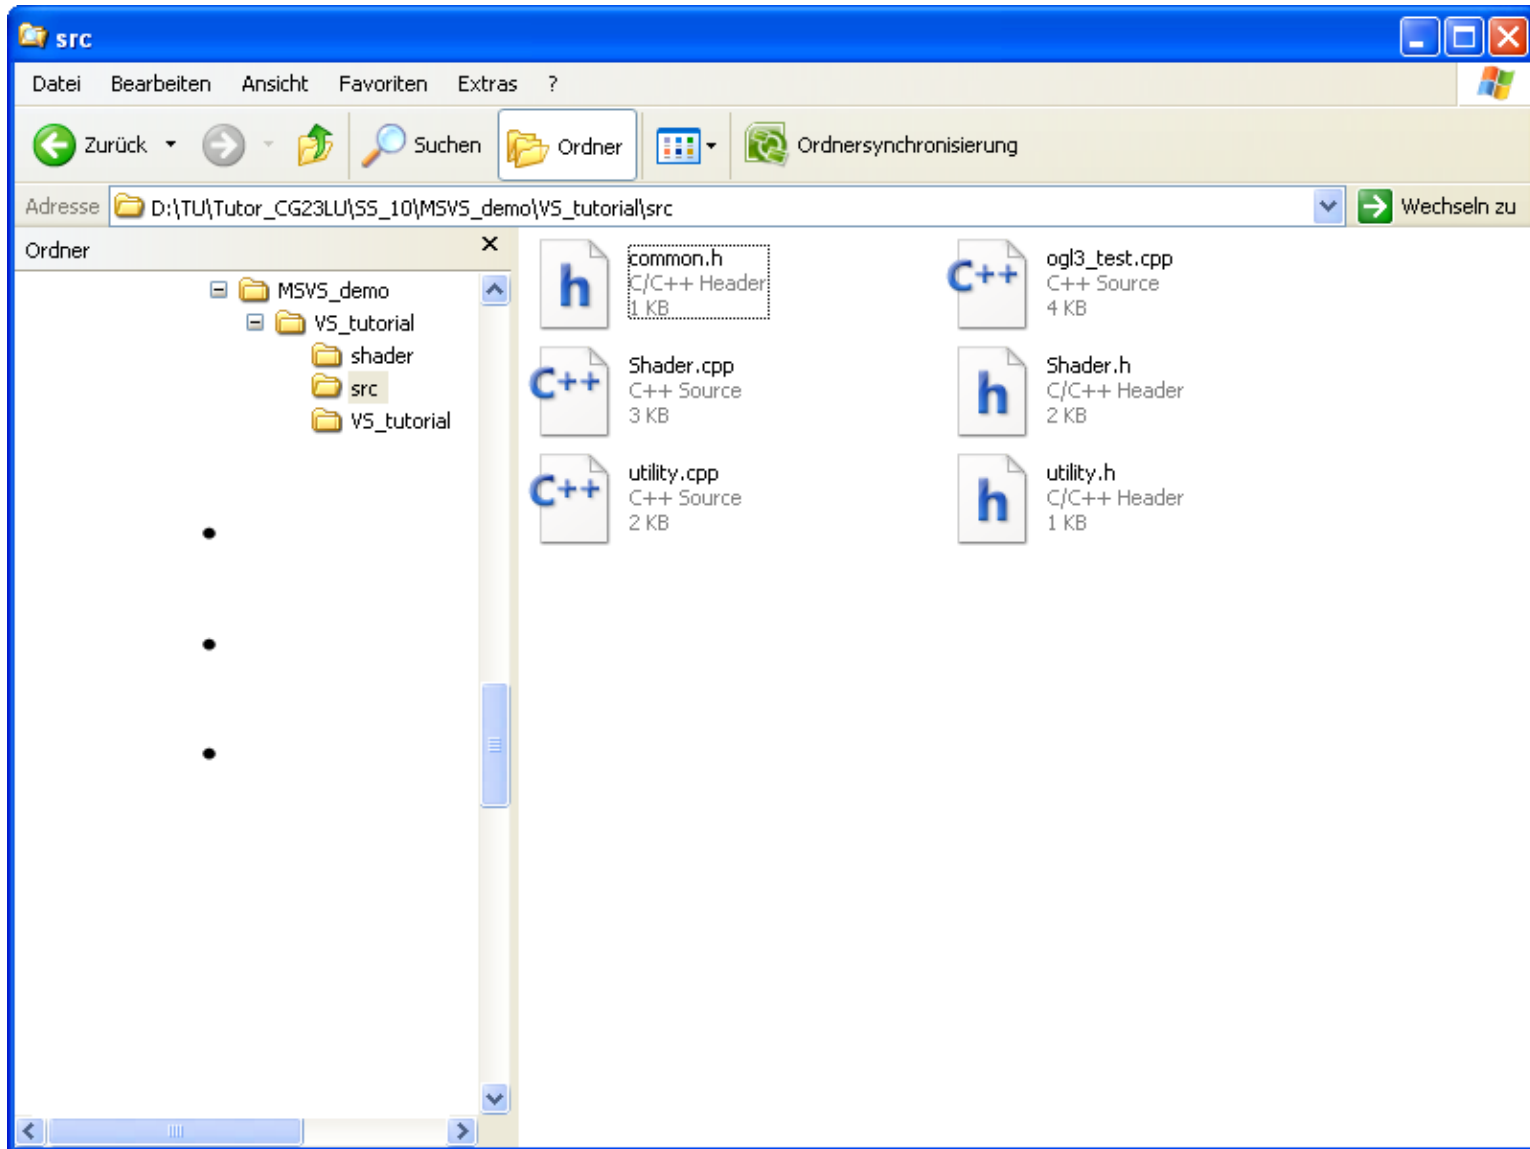 src
Datei Bearbeiten Ansicht Favoriten Extras ?
Zurück Suchen Ordner Ordnersynchronisierung
Adresse D:\TU\Tutor_CG23LU\SS_10\MSVS_demo\VS_tutorial\src Wechseln zu
Ordner
MSVS_demo
VS_tutorial
shader
src
VS_tutorial
common.h
C/C++ Header
1 KB
ogl3_test.cpp
C++ Source
4 KB
Shader.cpp
C++ Source
3 KB
Shader.h
C/C++ Header
2 KB
utility.cpp
C++ Source
2 KB
utility.h
C/C++ Header
1 KB
h
C++
C++
h
C++
h